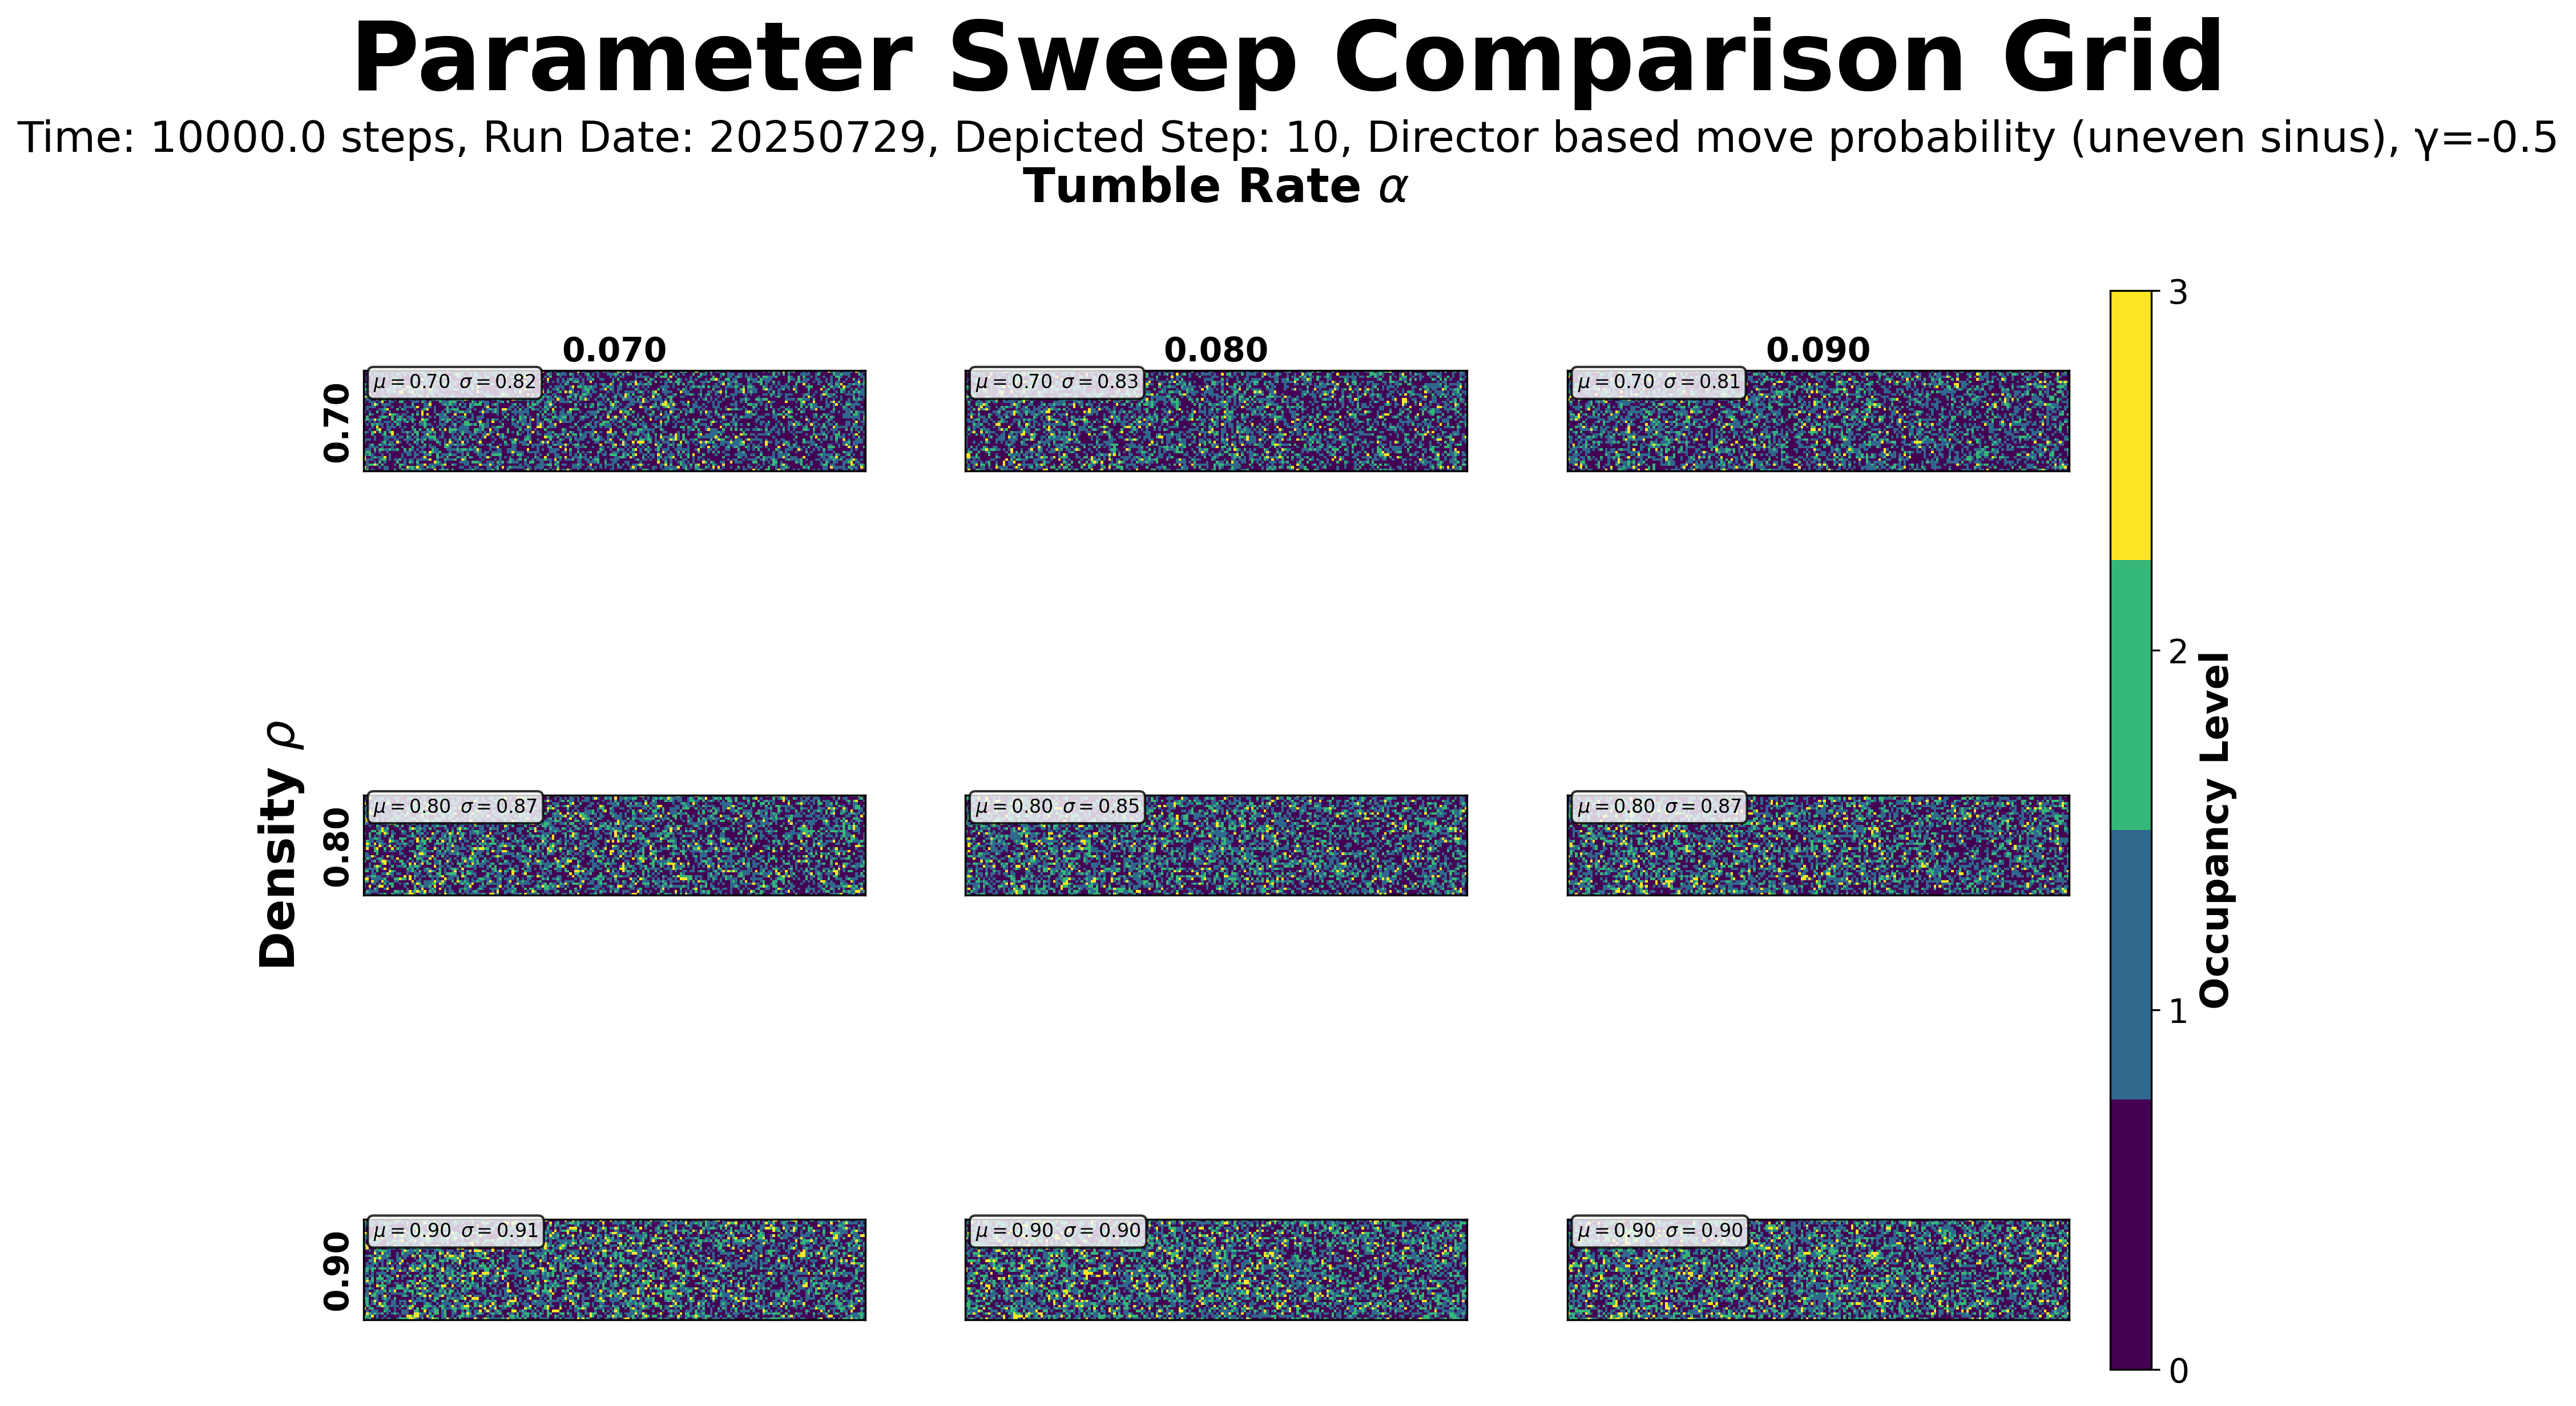 Parameter Sweep Comparison Grid
Time: 10000.0 steps, Run Date: 20250729, Depicted Step: 10, Director based move probability (uneven sinus), γ=-0.5
Tumble Rate α
0.070 0.080 0.090
0.70
μ = 0.70 σ = 0.82
μ = 0.70 σ = 0.83
μ = 0.70 σ = 0.81
Density ρ
0.80
μ = 0.80 σ = 0.87
μ = 0.80 σ = 0.85
μ = 0.80 σ = 0.87
0.90
μ = 0.90 σ = 0.91
μ = 0.90 σ = 0.90
μ = 0.90 σ = 0.90
3
2
1
0
Occupancy Level